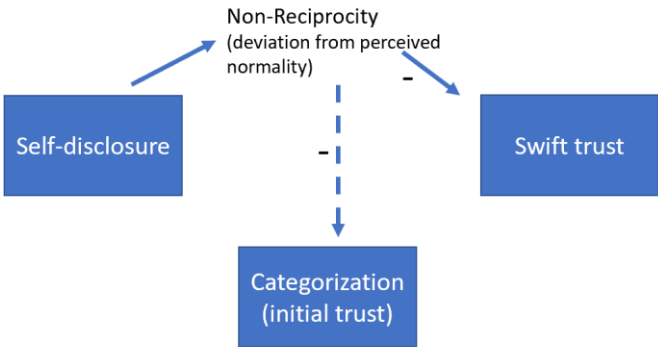 Non-Reciprocity
(deviation from perceived
normality)
-
Self-disclosure
Swift trust
-
Categorization
(initial trust)